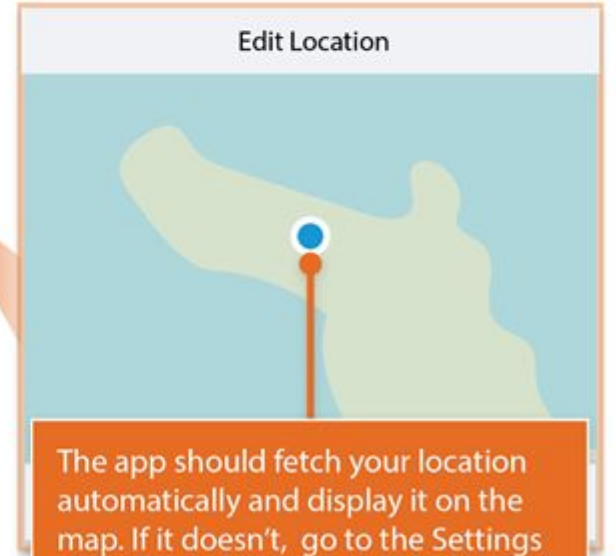 Edit Location
The app should fetch your location
automatically and display it on the
map. If it doesn't, go to the Settings